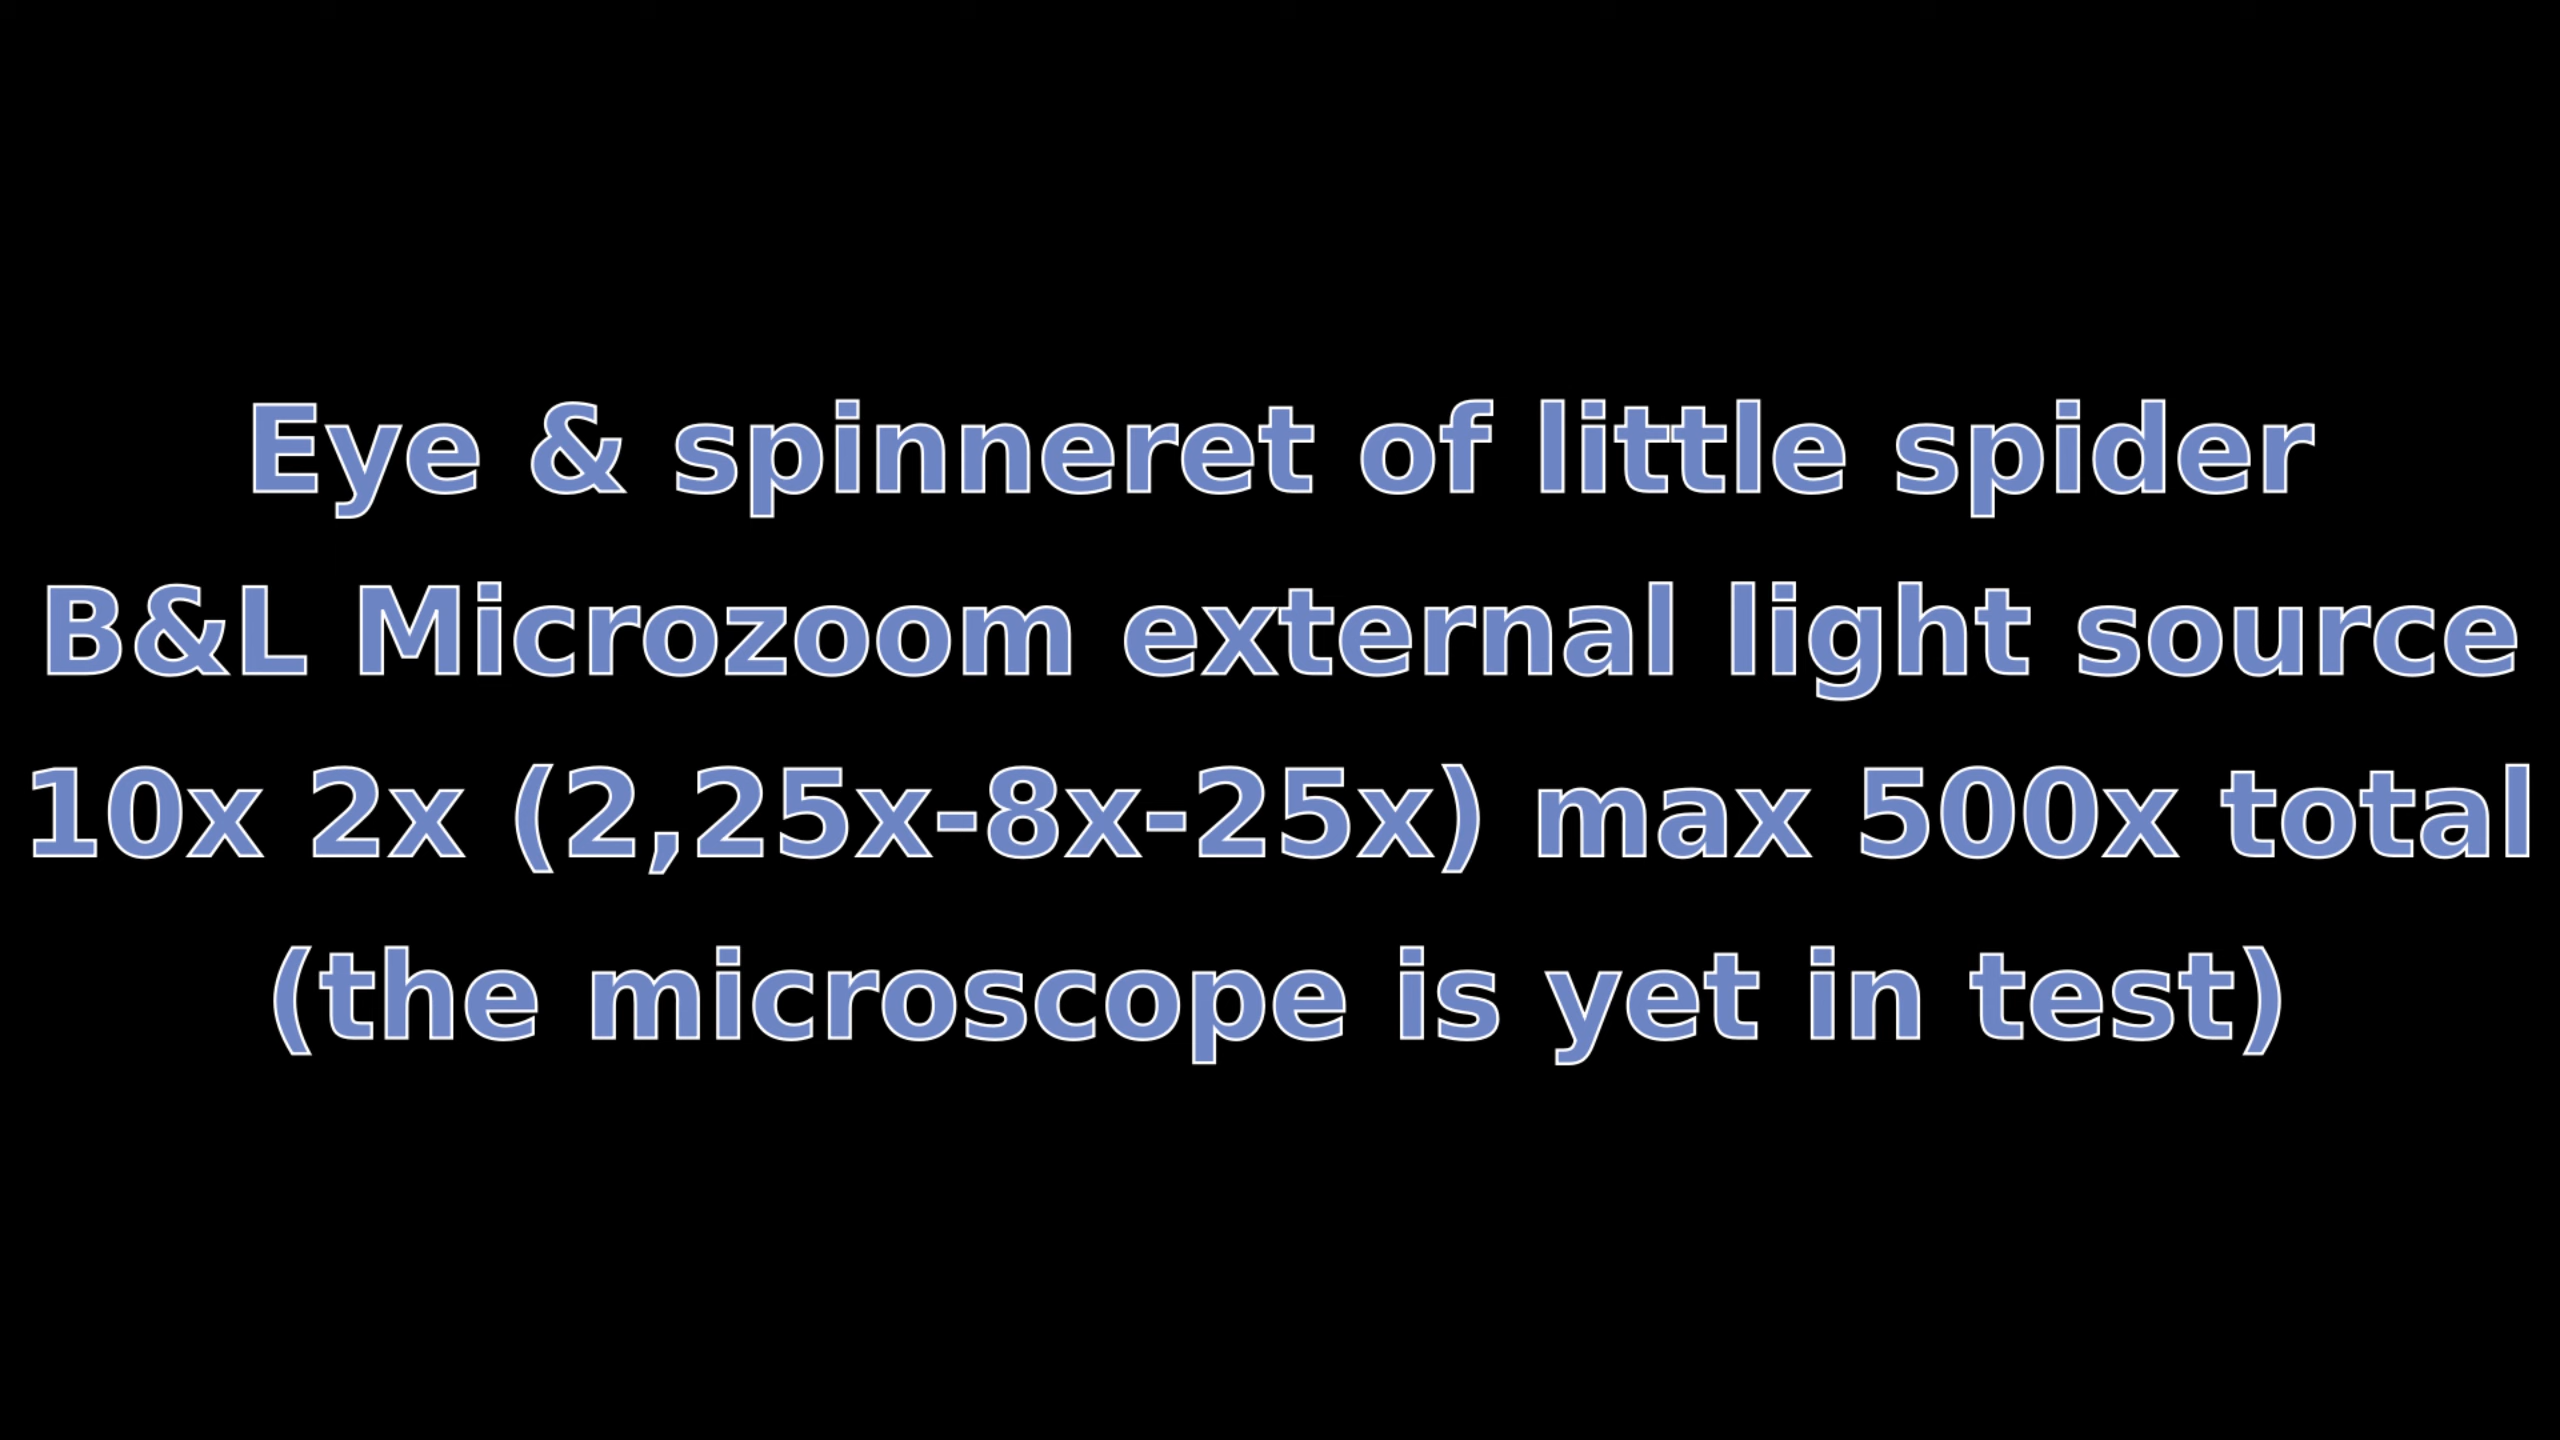 Eye & spinneret of little spider
B&L Microzoom external light source
10x 2x (2,25x-8x-25x) max 500x total
(the microscope is yet in test)